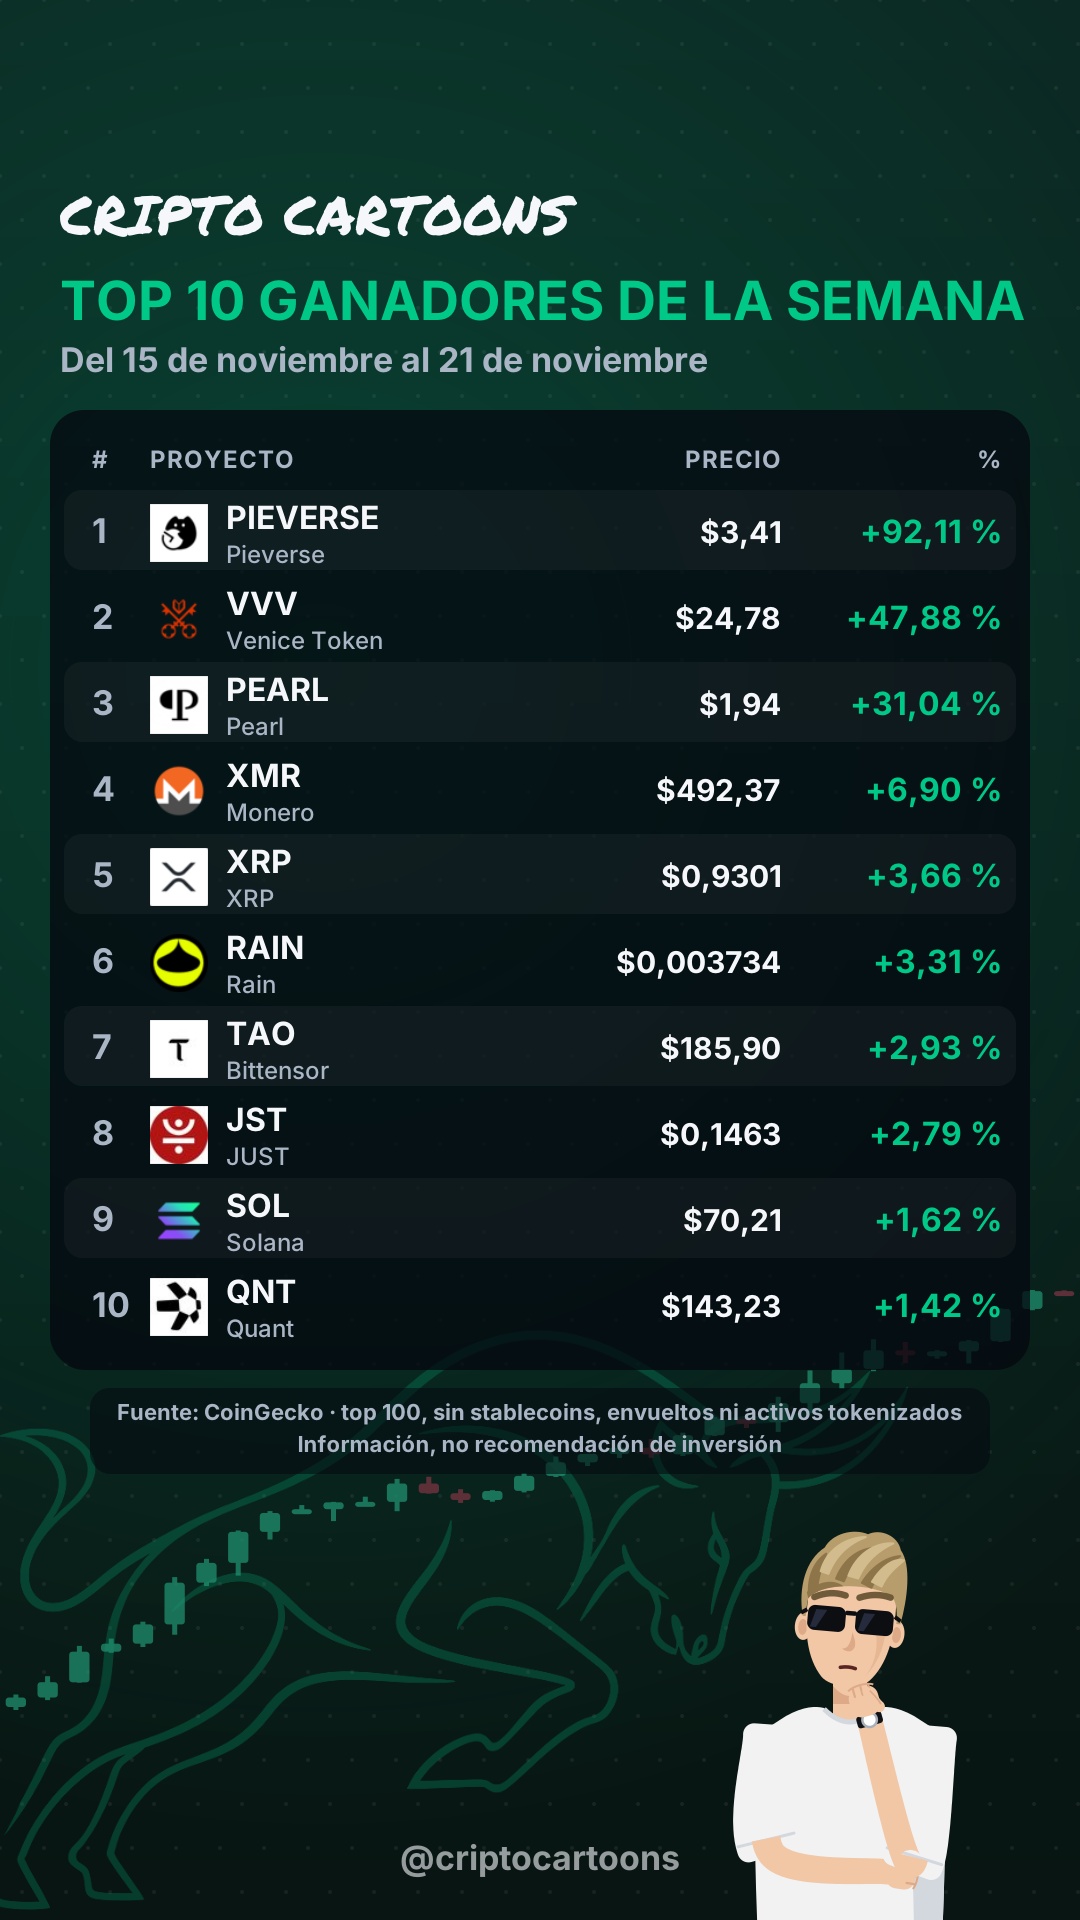 CRIPTO CARTOONS
TOP 10 GANADORES DE LA SEMANA
Del 15 de noviembre al 21 de noviembre
# PROYECTO PRECIO %
1 PIEVERSE $3,41 +92,11 %
Pieverse
2 VVV $24,78 +47,88 %
Venice Token
3 PEARL $1,94 +31,04 %
Pearl
4 XMR $492,37 +6,90 %
Monero
5 XRP $0,9301 +3,66 %
XRP
6 RAIN $0,003734 +3,31 %
Rain
7 TAO $185,90 +2,93 %
Bittensor
8 JST $0,1463 +2,79 %
JUST
9 SOL $70,21 +1,62 %
Solana
10 QNT $143,23 +1,42 %
Quant
Fuente: CoinGecko · top 100, sin stablecoins, envueltos ni activos tokenizados
Información, no recomendación de inversión
@criptocartoons